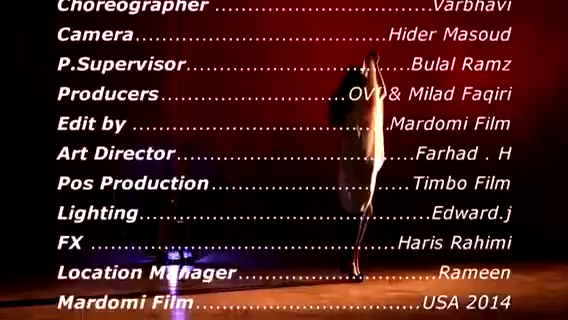 Choreographer ..........................Varbhavi
Camera...................................Hider Masoud
P.Supervisor...............................Bulal Ramz
Producers..........................OVI & Milad Faqiri
Edit by ...................................Mardomi Film
Art Director................................Farhad . H
Pos Production ...........................Timbo Film
Lighting........................................Edward.j
FX .........................................Haris Rahimi
Location Manager..........................Rameen
Mardomi Film...............................USA 2014